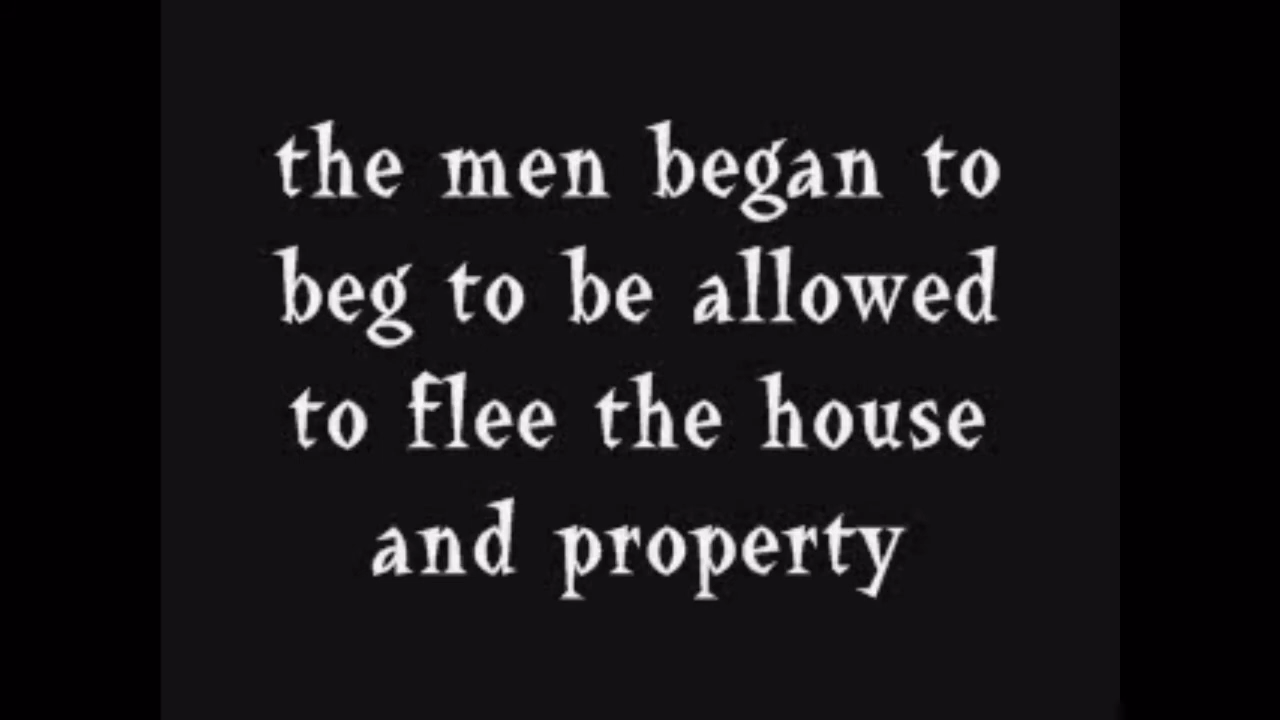 the men began to
beg to be allowed
to flee the house
and property